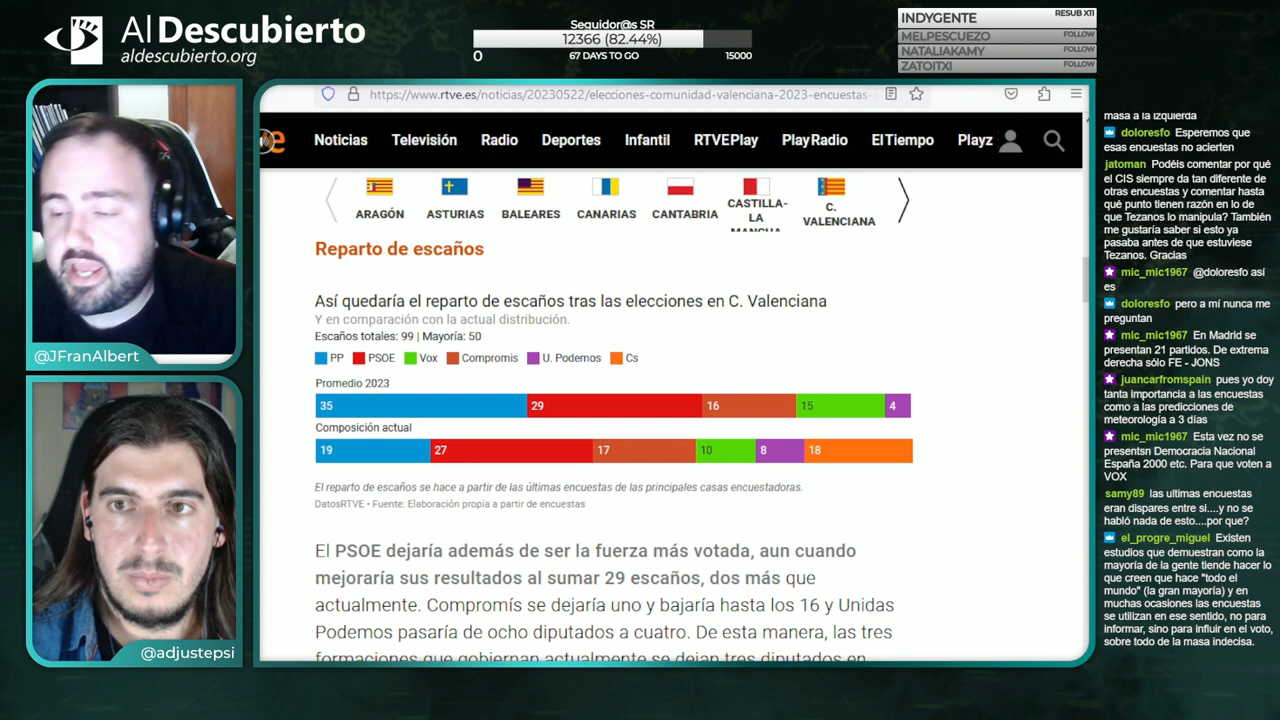 Al Descubierto
aldescubierto.org
Seguidor@s SR
12366 (82.44%)
0
67 DAYS TO GO
15000
INDYGENTE
RESUB X11
MELPESCUEZO
FOLLOW
NATALIAKAMY
FOLLOW
ZATOITXI
FOLLOW
@JFranAlbert
@adjustepsi
https://www.rtve.es/noticias/20230522/elecciones-comunidad-valenciana-2023-encuestas-
e
Noticias
Televisión
Radio
Deportes
Infantil
RTVEPlay
PlayRadio
ElTiempo
Playz
ARAGÓN
ASTURIAS
BALEARES
CANARIAS
CANTABRIA
CASTILLA-
LA
MANCHA
C.
VALENCIANA
Reparto de escaños
Así quedaría el reparto de escaños tras las elecciones en C. Valenciana
Y en comparación con la actual distribución.
Escaños totales: 99 | Mayoría: 50
PP
PSOE
Vox
Compromis
U. Podemos
Cs
Promedio 2023
35
29
16
15
4
Composición actual
19
27
17
10
8
18
El reparto de escaños se hace a partir de las últimas encuestas de las principales casas encuestadoras.
DatosRTVE • Fuente: Elaboración propia a partir de encuestas
El PSOE dejaría además de ser la fuerza más votada, aun cuando
mejoraría sus resultados al sumar 29 escaños, dos más que
actualmente. Compromís se dejaría uno y bajaría hasta los 16 y Unidas
Podemos pasaría de ocho diputados a cuatro. De esta manera, las tres
formaciones que gobiernan actualmente se dejan tres diputados en
masa a la izquierda
doloresfo Esperemos que
esas encuestas no acierten
jatoman Podéis comentar por qué
el CIS siempre da tan diferente de
otras encuestas y comentar hasta
qué punto tienen razón en lo de
que Tezanos lo manipula? También
me gustaría saber si esto ya
pasaba antes de que estuviese
Tezanos. Gracias
mic_mic1967 @doloresfo así
es
doloresfo pero a mí nunca me
preguntan
mic_mic1967 En Madrid se
presentan 21 partidos. De extrema
derecha sólo FE - JONS
juancarfromspain pues yo doy
tanta importancia a las encuestas
como a las predicciones de
meteorología a 3 días
mic_mic1967 Esta vez no se
presentsn Democracia Nacional
España 2000 etc. Para que voten a
VOX
samy89 las ultimas encuestas
eran dispares entre si....y no se
habló nada de esto....por que?
el_progre_miguel Existen
estudios que demuestran como la
mayoría de la gente tiende hacer lo
que creen que hace "todo el
mundo" (la gran mayoría) y en
muchas ocasiones las encuestas
se utilizan en ese sentido, no para
informar, sino para influir en el voto,
sobre todo de la masa indecisa.